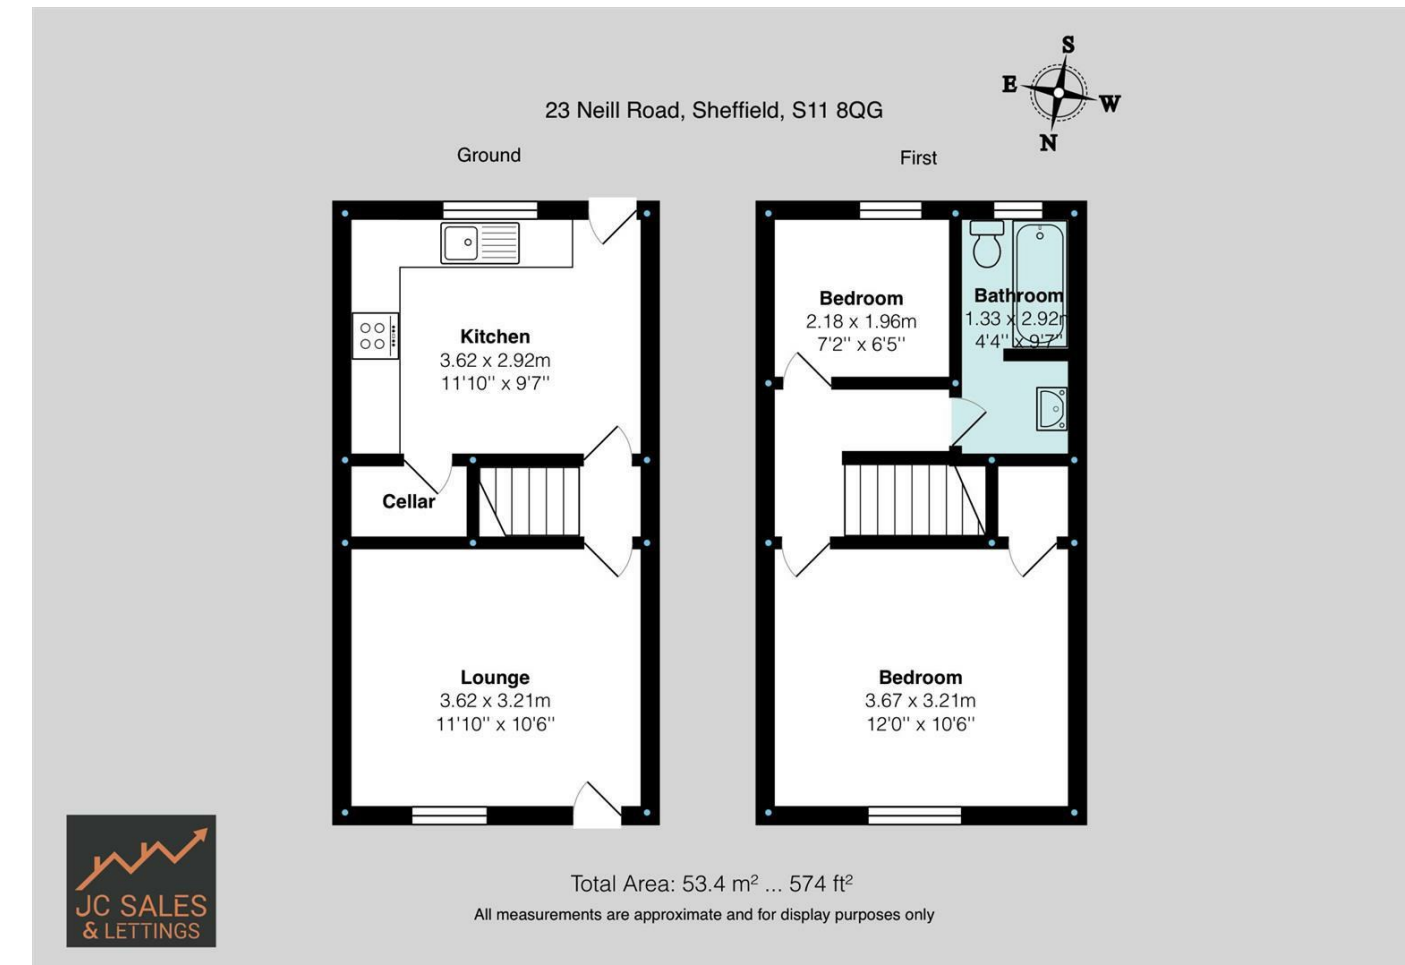 S
E
W
N
23 Neill Road, Sheffield, S11 8QG
Ground
First
Kitchen
3.62 x 2.92m
11'10" x 9'7"
Cellar
Lounge
3.62 x 3.21m
11'10" x 10'6"
Bedroom
2.18 x 1.96m
7'2" x 6'5"
Bathroom
1.33 x 2.92m
4'4" x 9'7"
Bedroom
3.67 x 3.21m
12'0" x 10'6"
JC SALES
& LETTINGS
Total Area: 53.4 m² ... 574 ft²
All measurements are approximate and for display purposes only